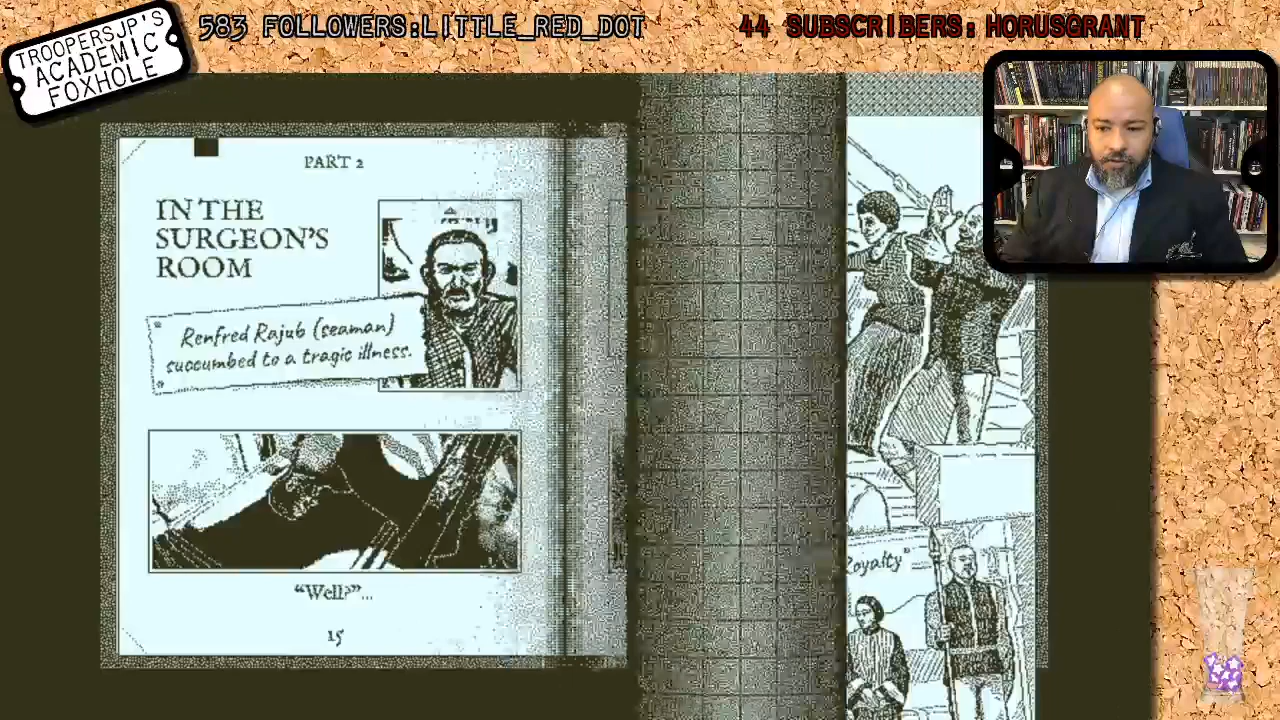 TROOPERSJP'S
ACADEMIC
FOXHOLE
583 FOLLOWERS:LITTLE_RED_DOT
44 SUBSCRIBERS: HORUSGRANT
PART 2
IN THE
SURGEON'S
ROOM
Renfred Rajub (seaman)
succumbed to a tragic illness.
"Well?"...
15
Royalty"